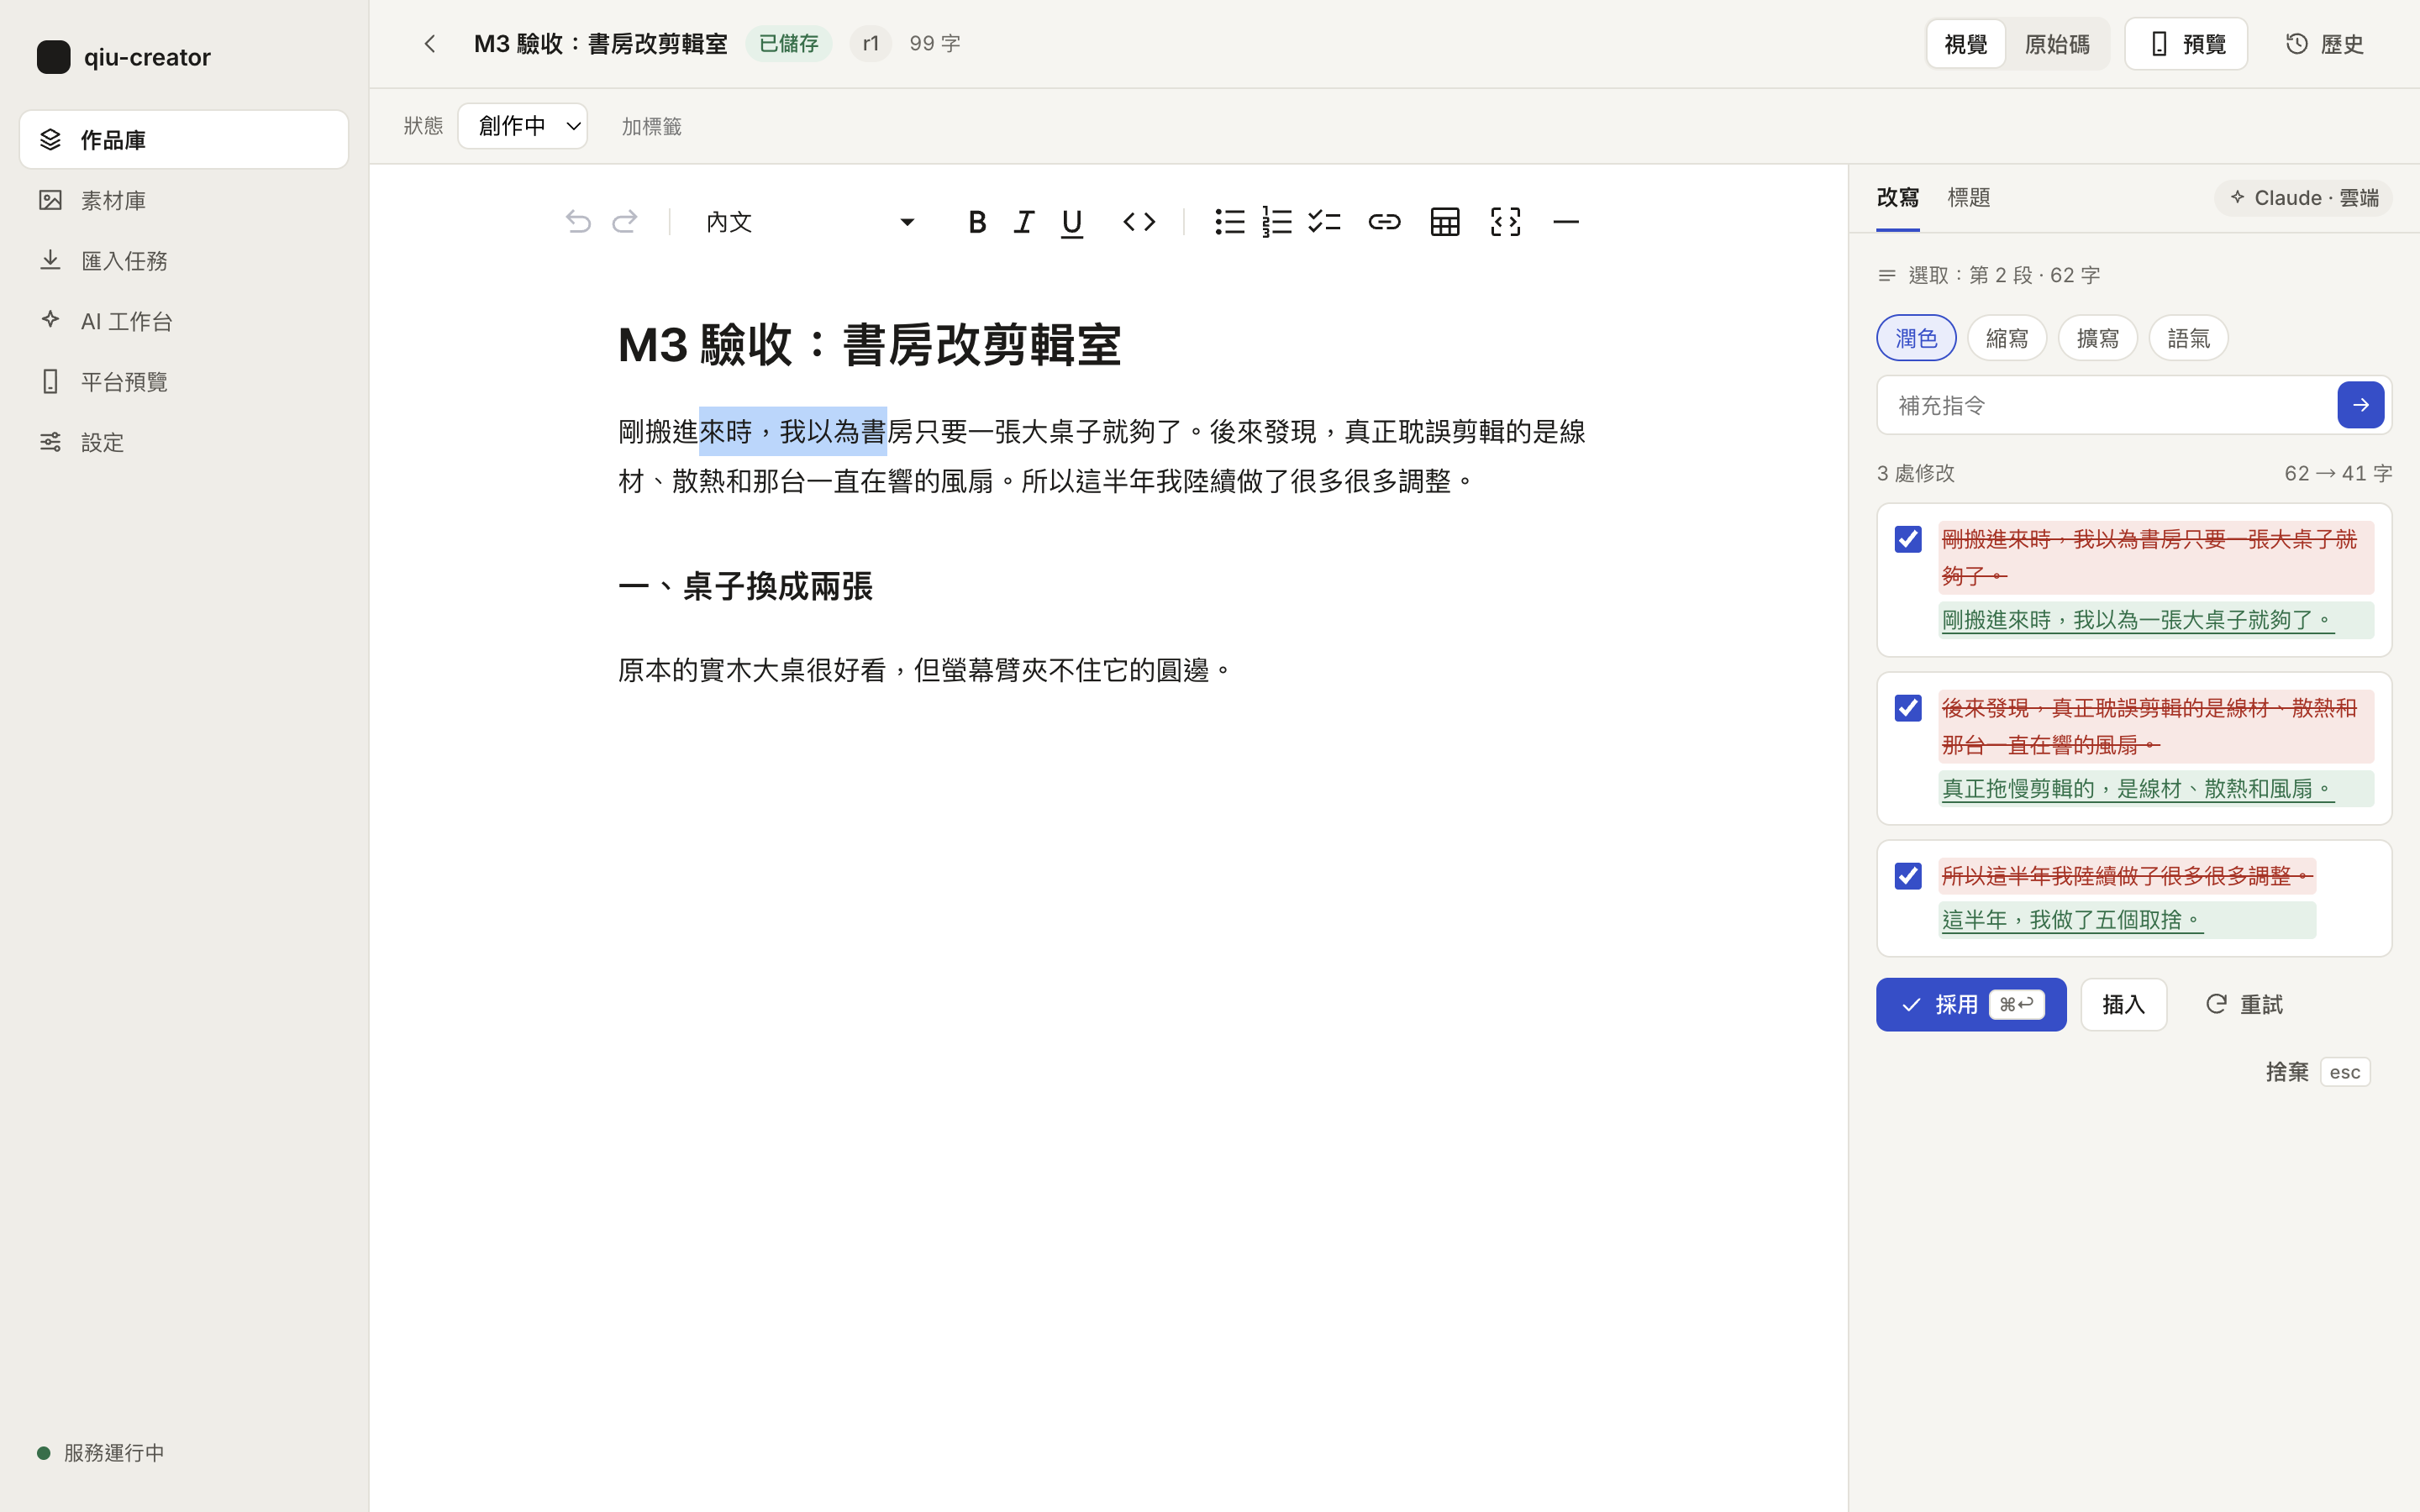 qiu-creator
作品庫
素材庫
匯入任務
AI 工作台
平台預覽
設定
服務運行中
M3 驗收：書房改剪輯室 已儲存 r1 99 字
視覺 原始碼 預覽 歷史
狀態 創作中 加標籤
內文 B I U
M3 驗收：書房改剪輯室
剛搬進來時，我以為書房只要一張大桌子就夠了。後來發現，真正耽誤剪輯的是線
材、散熱和那台一直在響的風扇。所以這半年我陸續做了很多很多調整。
一、桌子換成兩張
原本的實木大桌很好看，但螢幕臂夾不住它的圓邊。
改寫 標題 Claude · 雲端
選取：第 2 段 · 62 字
潤色 縮寫 擴寫 語氣
補充指令
3 處修改 62 → 41 字
剛搬進來時，我以為書房只要一張大桌子就
夠了。
剛搬進來時，我以為一張大桌子就夠了。
後來發現，真正耽誤剪輯的是線材、散熱和
那台一直在響的風扇。
真正拖慢剪輯的，是線材、散熱和風扇。
所以這半年我陸續做了很多很多調整。
這半年，我做了五個取捨。
採用 ⌘↩ 插入 重試
捨棄 esc